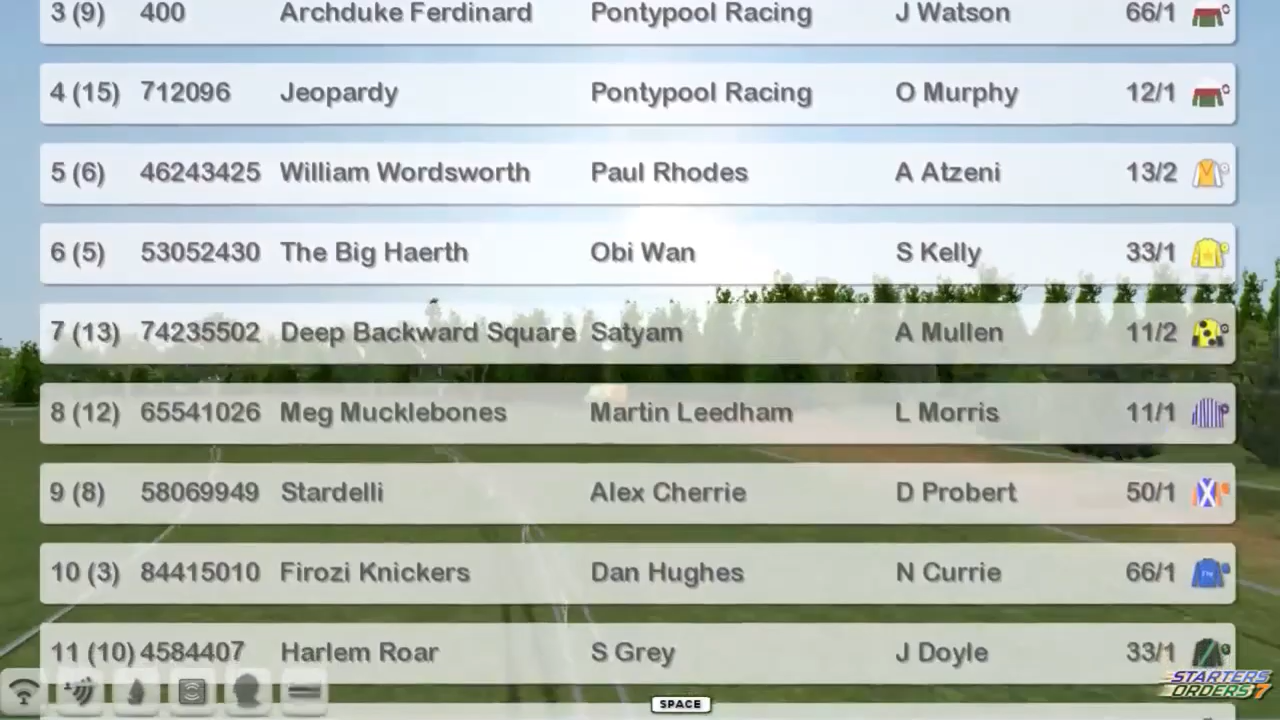 3 (9) 400 Archduke Ferdinard Pontypool Racing J Watson 66/1
4 (15) 712096 Jeopardy Pontypool Racing O Murphy 12/1
5 (6) 46243425 William Wordsworth Paul Rhodes A Atzeni 13/2
6 (5) 53052430 The Big Haerth Obi Wan S Kelly 33/1
7 (13) 74235502 Deep Backward Square Satyam A Mullen 11/2
8 (12) 65541026 Meg Mucklebones Martin Leedham L Morris 11/1
9 (8) 58069949 Stardelli Alex Cherrie D Probert 50/1
10 (3) 84415010 Firozi Knickers Dan Hughes N Currie 66/1
11 (10) 4584407 Harlem Roar S Grey J Doyle 33/1
SPACE
STARTERS
ORDERS 7